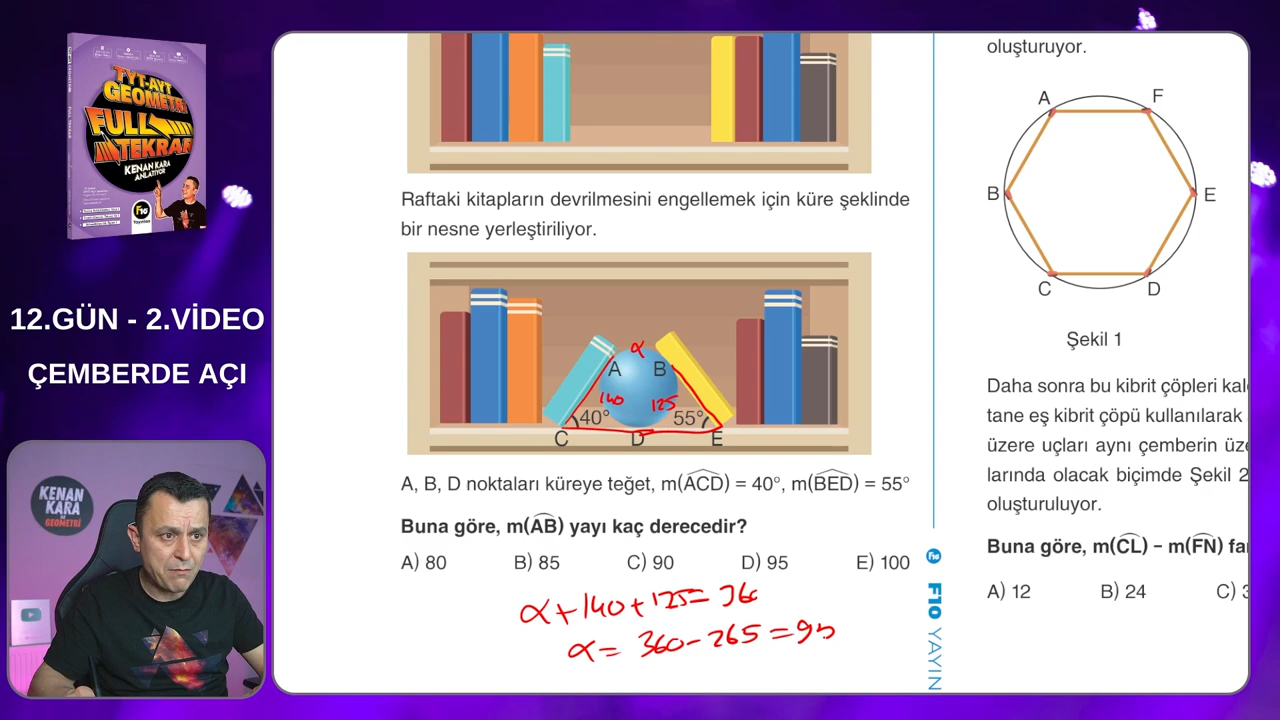 TYT-AYT
GEOMETRİ
FULL
TEKRAR
KENAN KARA
ANLATIYOR
F10
12.GÜN - 2.VİDEO
ÇEMBERDE AÇI
KENAN
KARA
GEOMETRİ
Raftaki kitapların devrilmesini engellemek için küre şeklinde
bir nesne yerleştiriliyor.
α
A B
140 125
40° 55°
C D E
A, B, D noktaları küreye teğet, m(ACD) = 40°, m(BED) = 55°
Buna göre, m(AB) yayı kaç derecedir?
A) 80 B) 85 C) 90 D) 95 E) 100
α+140+125=360
α= 360-265=95
F10 YAYIN
oluşturuyor.
A F
B E
C D
Şekil 1
Daha sonra bu kibrit çöpleri kal
tane eş kibrit çöpü kullanılarak
üzere uçları aynı çemberin üze
larında olacak biçimde Şekil 2
oluşturuluyor.
Buna göre, m(CL) – m(FN) far
A) 12 B) 24 C) 3